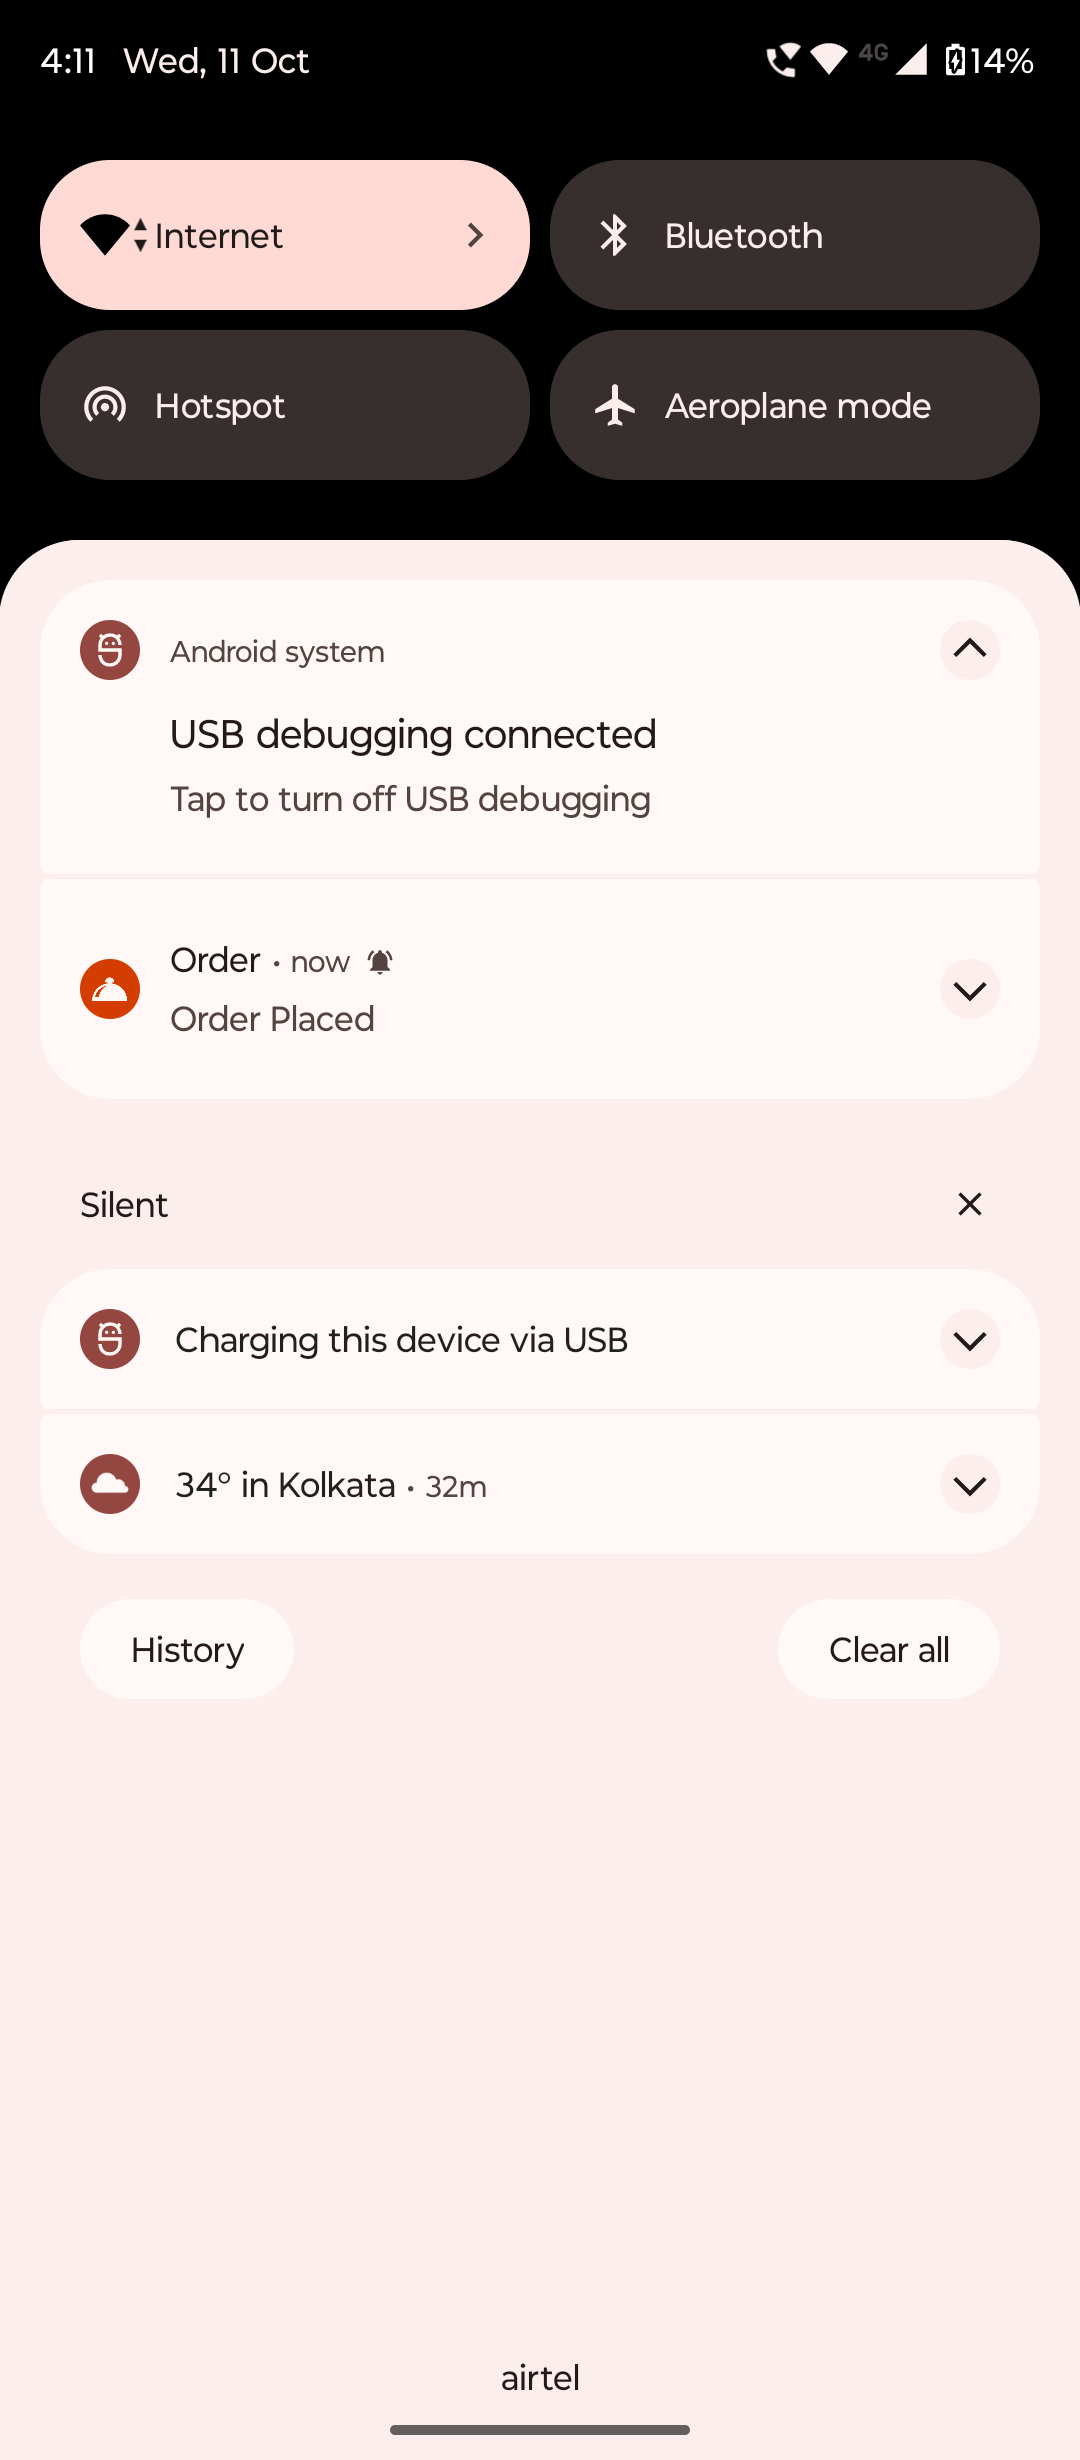 4:11 Wed, 11 Oct 4G 14%
Internet
Bluetooth
Hotspot
Aeroplane mode
Android system
USB debugging connected
Tap to turn off USB debugging
Order • now
Order Placed
Silent
Charging this device via USB
34° in Kolkata • 32m
History
Clear all
airtel